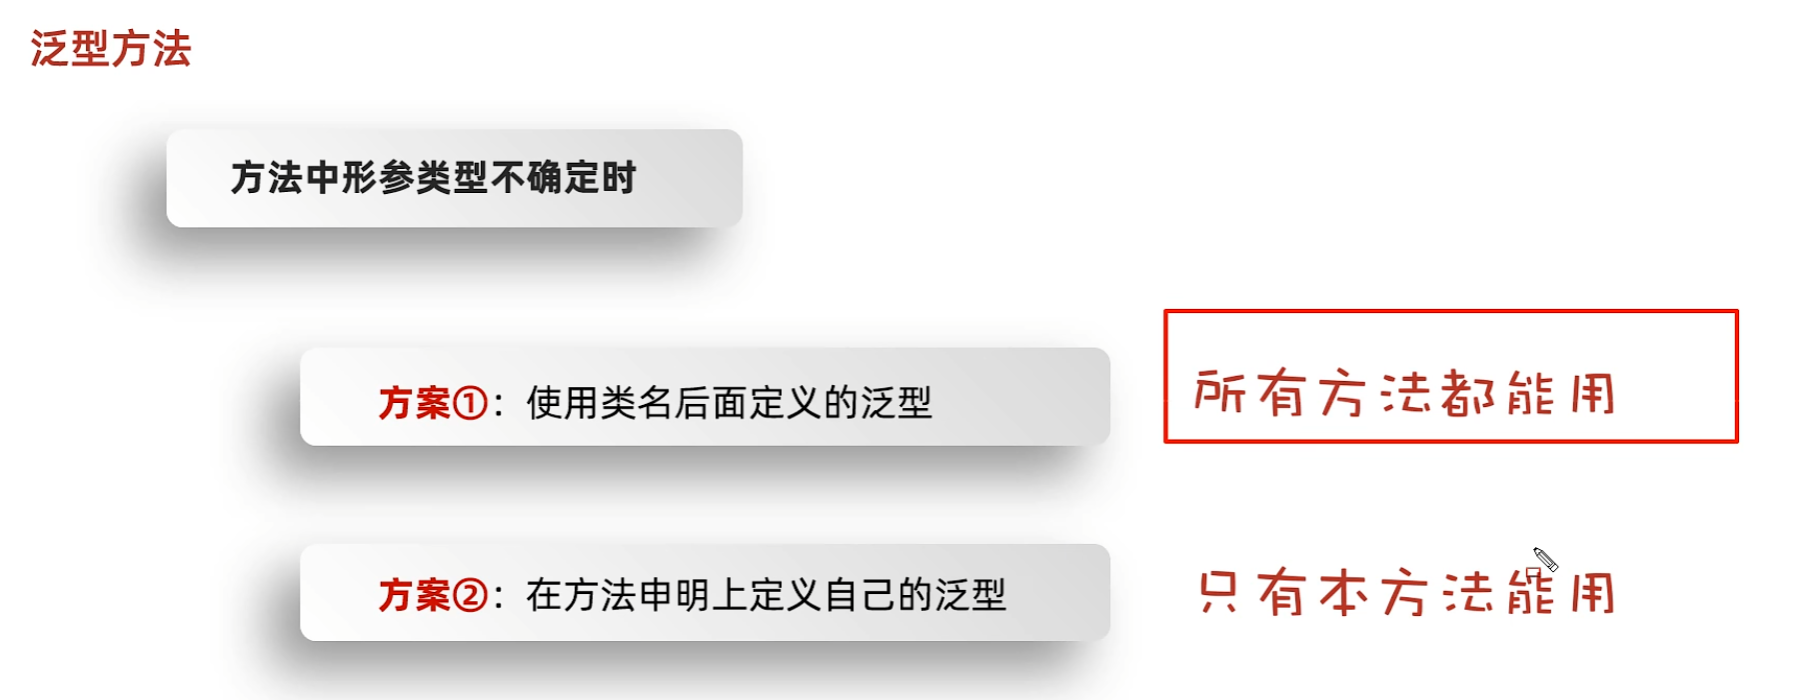 泛型方法
方法中形参类型不确定时
方案①：使用类名后面定义的泛型
所有方法都能用
方案②：在方法申明上定义自己的泛型
只有本方法能用